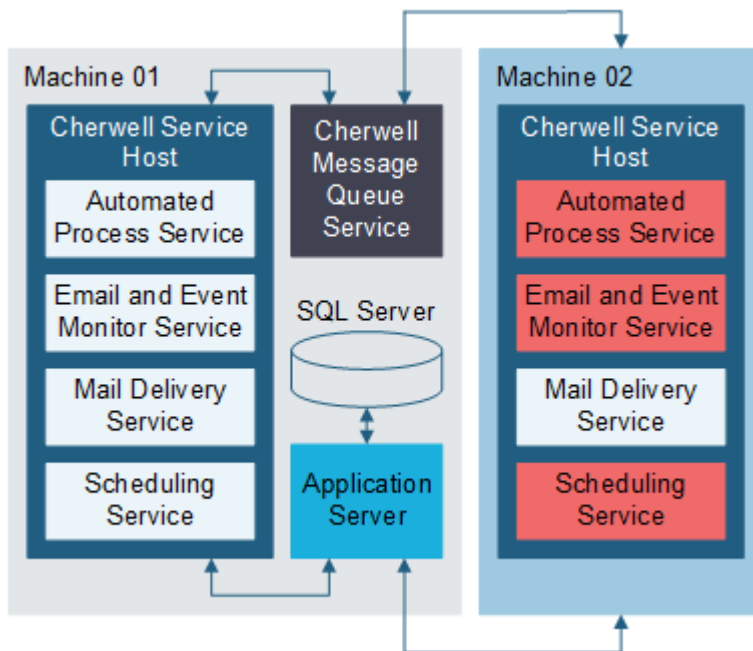 Machine 01
Cherwell Service
Host
Automated
Process Service
Email and Event
Monitor Service
Mail Delivery
Service
Scheduling
Service
Cherwell
Message
Queue
Service
SQL Server
Application
Server
Machine 02
Cherwell Service
Host
Automated
Process Service
Email and Event
Monitor Service
Mail Delivery
Service
Scheduling
Service